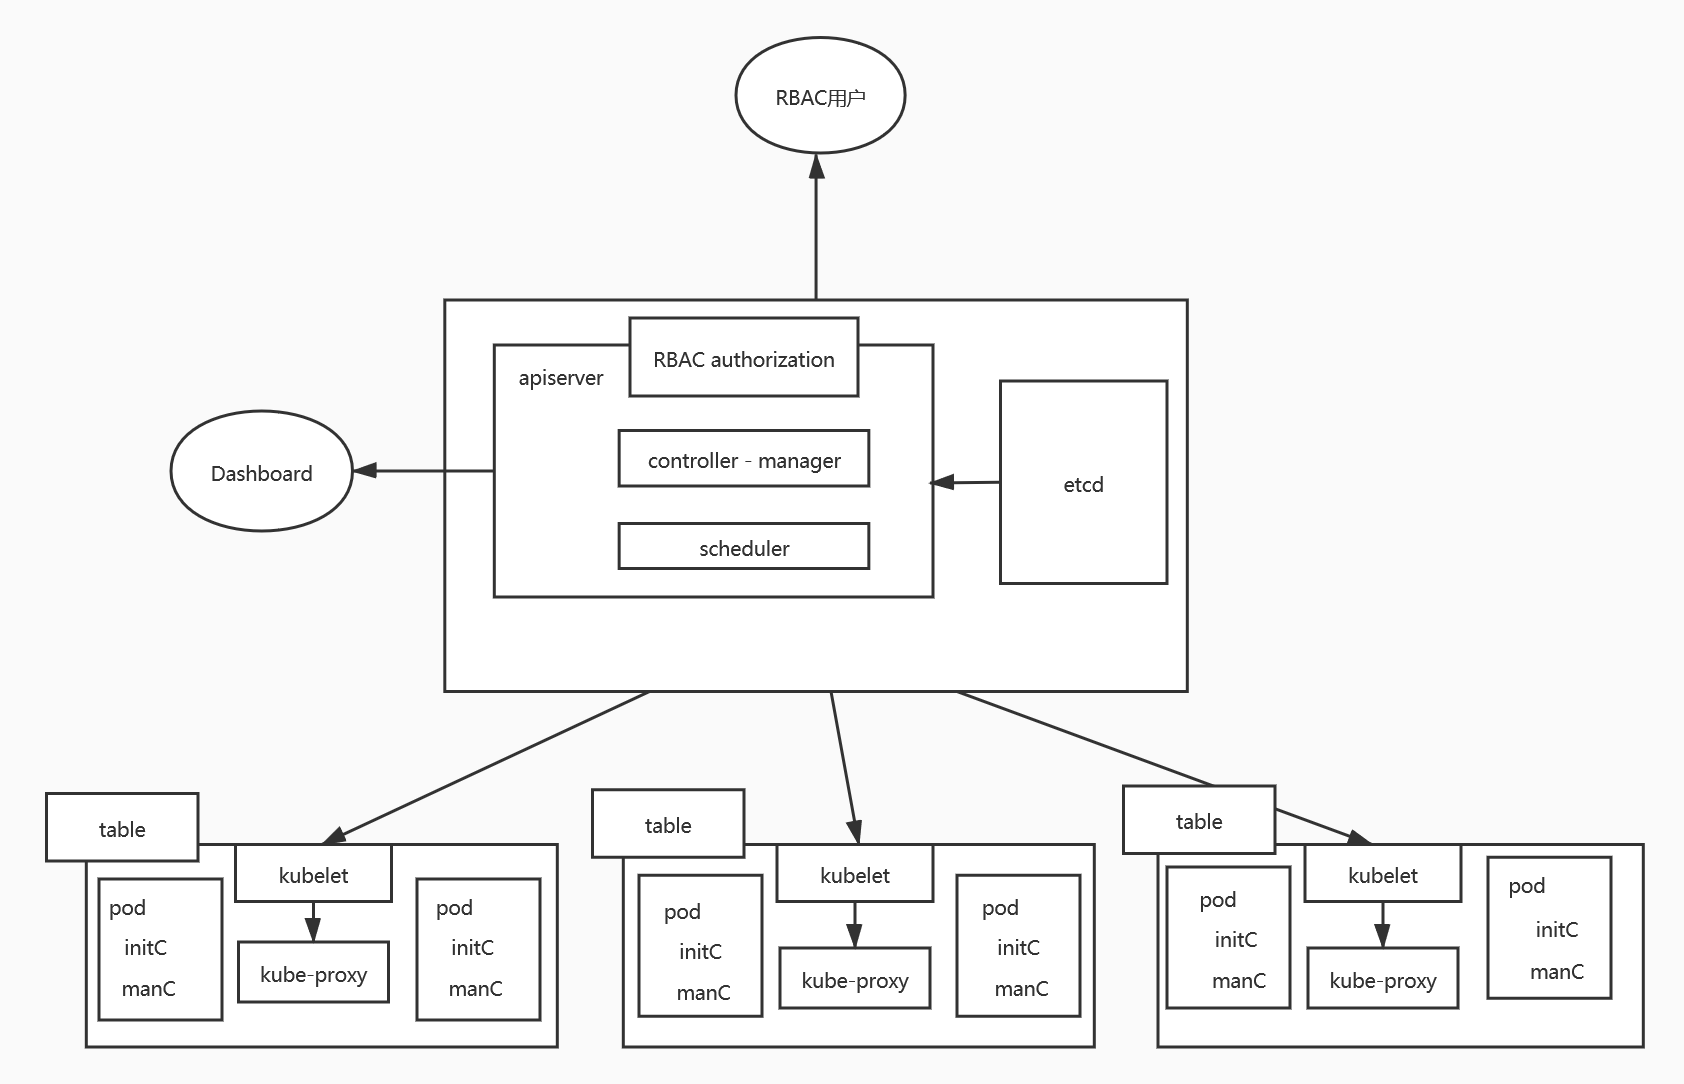 RBAC用户
RBAC authorization
apiserver
controller - manager
scheduler
etcd
Dashboard
table
kubelet
pod
initC
manC
kube-proxy
pod
initC
manC
table
kubelet
pod
initC
manC
kube-proxy
pod
initC
manC
table
kubelet
pod
initC
manC
kube-proxy
pod
initC
manC